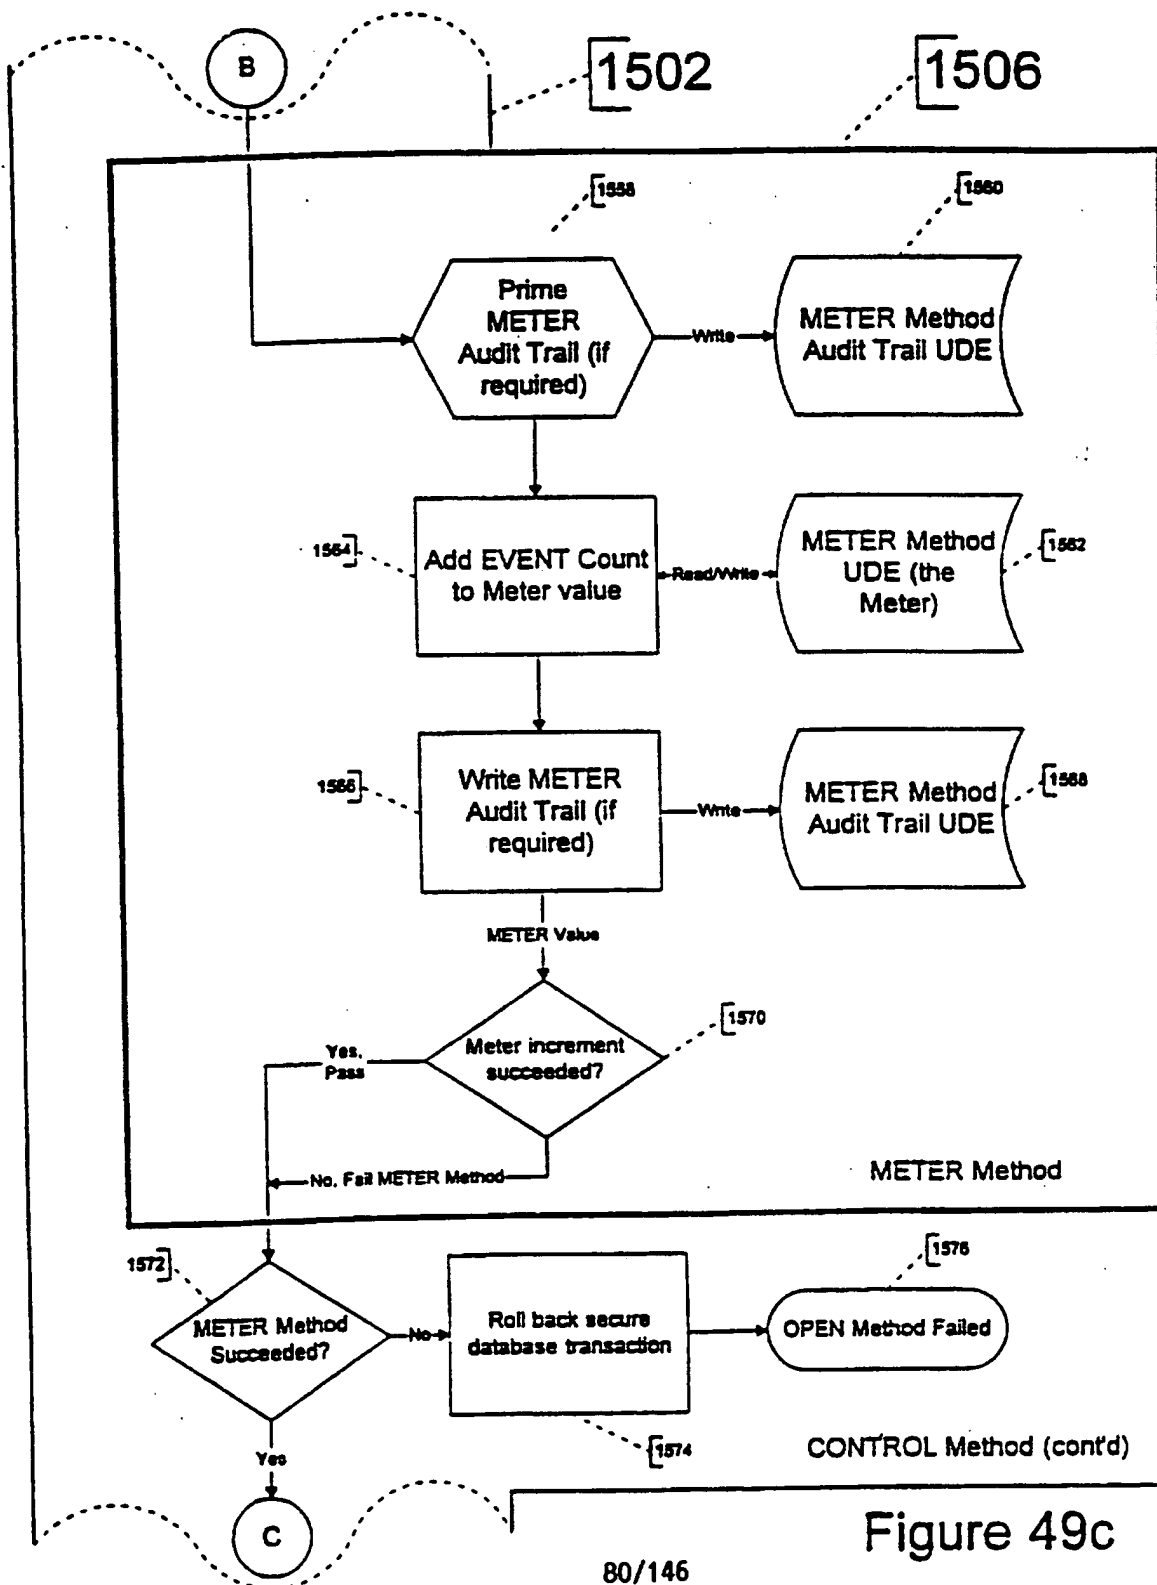 B
1502
1506
1558
1560
Prime
METER
Audit Trail (if
required)
Write
METER Method
Audit Trail UDE
1564
Add EVENT Count
to Meter value
Read/Write
METER Method
UDE (the
Meter)
1562
1566
Write METER
Audit Trail (if
required)
Write
METER Method
Audit Trail UDE
1568
METER Value
1570
Meter increment
succeeded?
Yes,
Pass
No, Fail METER Method
METER Method
1572
METER Method
Succeeded?
No
Roll back secure
database transaction
1576
OPEN Method Failed
1574
Yes
CONTROL Method (cont'd)
C
Figure 49c
80/146